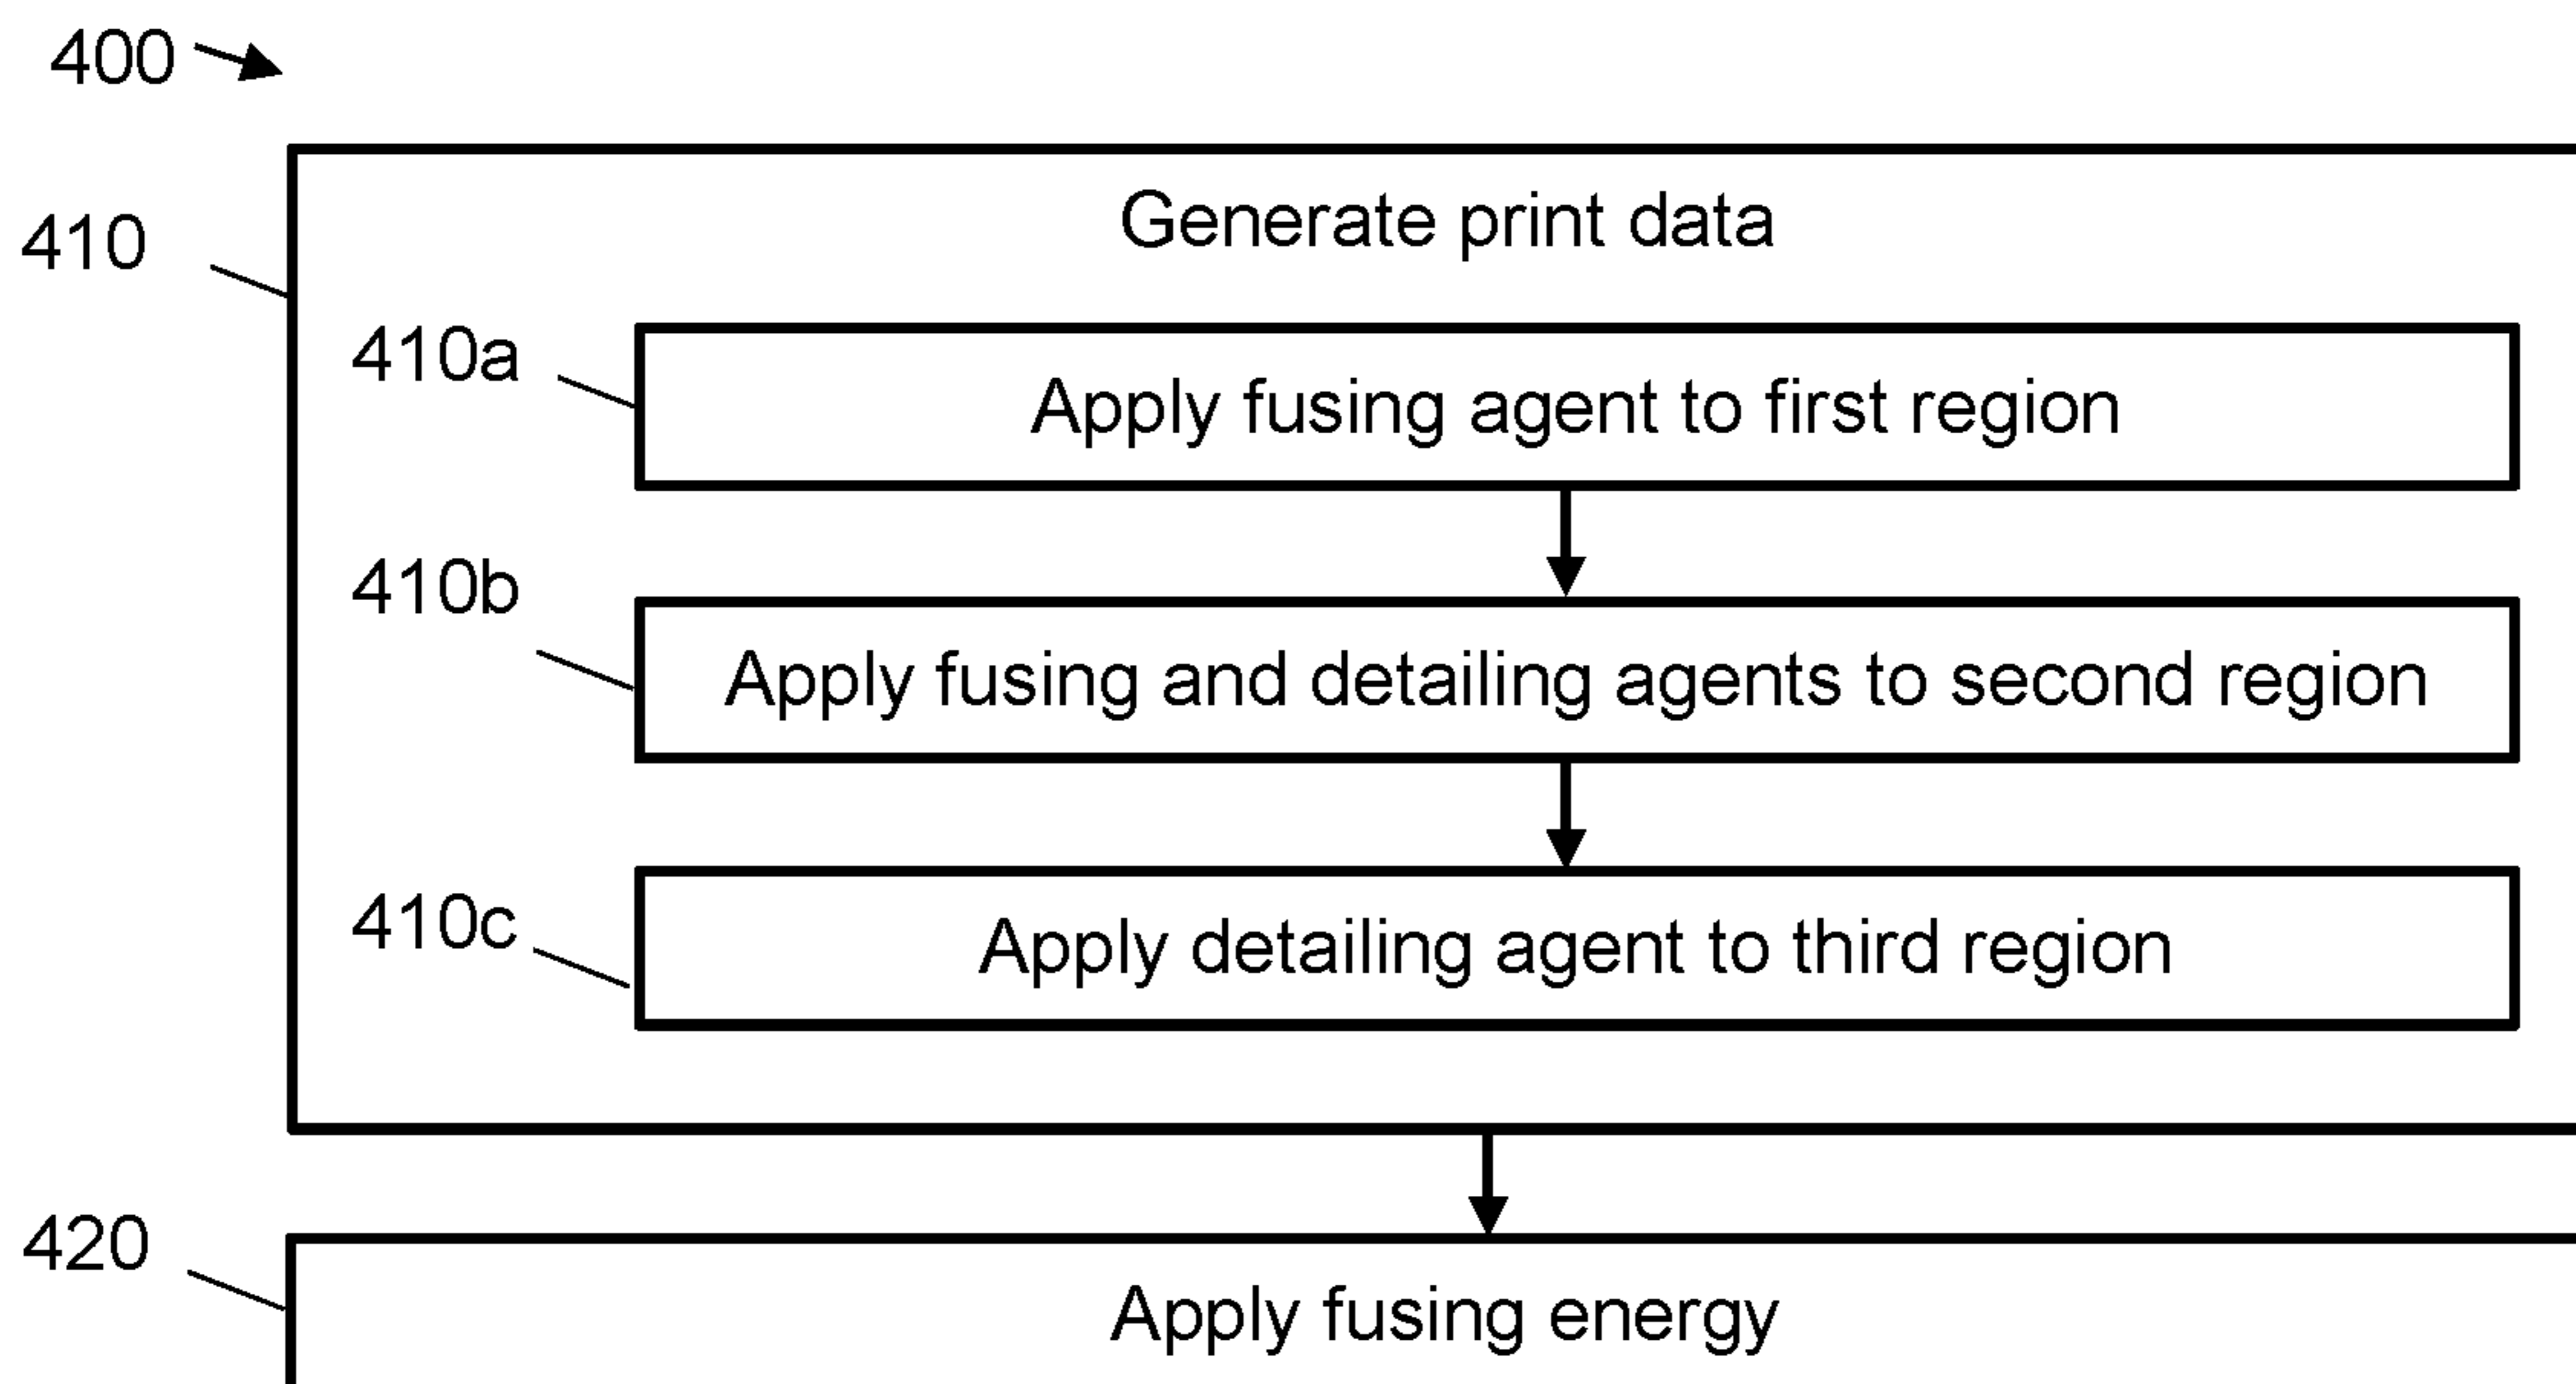 400
Generate print data
410
410a
Apply fusing agent to first region
410b
Apply fusing and detailing agents to second region
410c
Apply detailing agent to third region
420
Apply fusing energy